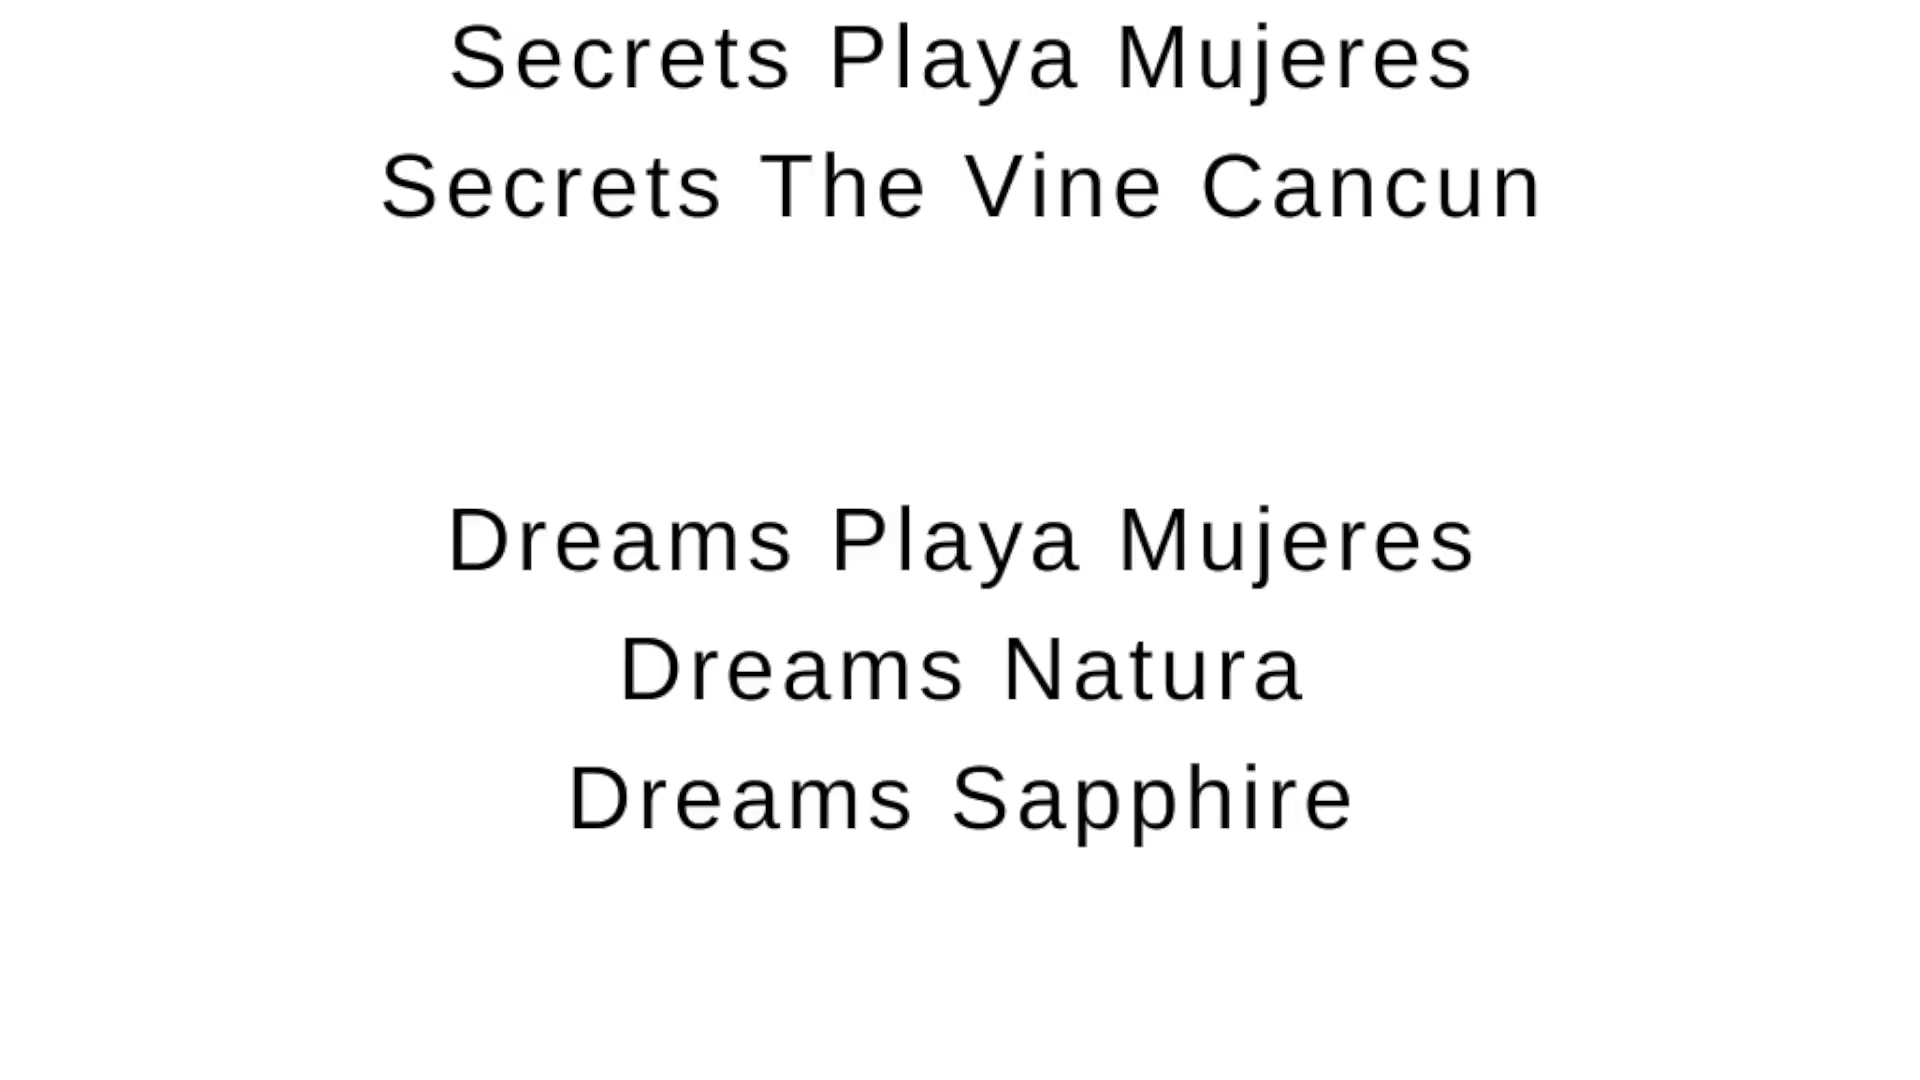 Secrets Playa Mujeres
Secrets The Vine Cancun
Dreams Playa Mujeres
Dreams Natura
Dreams Sapphire